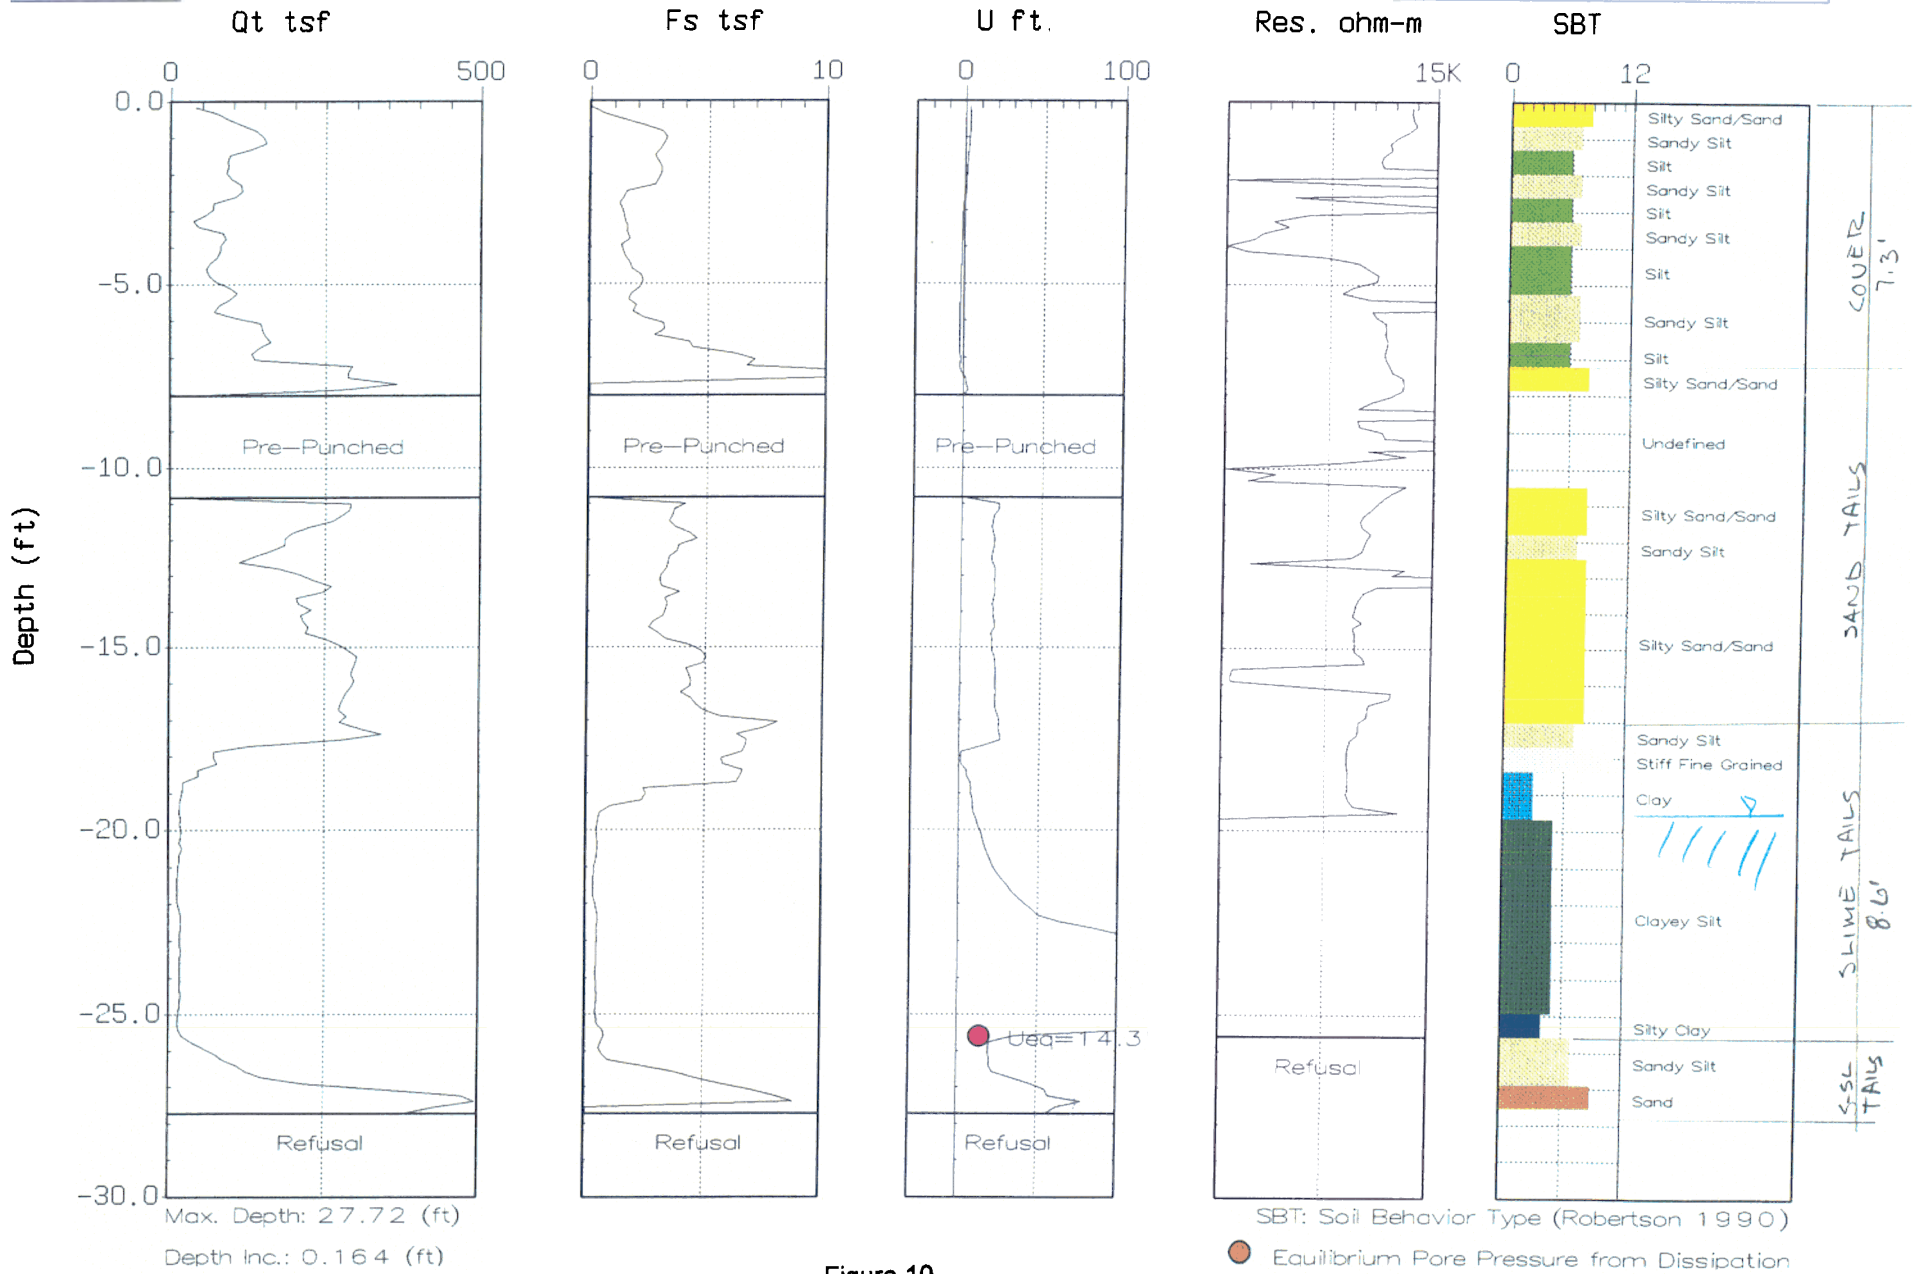 Qt tsf
Fs tsf
U ft.
Res. ohm-m
SBT
0 500
0 10
0 100
15K
0 12
Depth (ft)
0.0
-5.0
-10.0
-15.0
-20.0
-25.0
-30.0
Pre-Punched
Refusal
Pre-Punched
Refusal
Pre-Punched
Ueq=14.3
Refusal
Refusal
Silty Sand/Sand
Sandy Silt
Silt
Sandy Silt
Silt
Sandy Silt
Silt
Sandy Silt
Silt
Silty Sand/Sand
Undefined
Silty Sand/Sand
Sandy Silt
Silty Sand/Sand
Sandy Silt
Stiff Fine Grained
Clay
Clayey Silt
Silty Clay
Sandy Silt
Sand
COVER
7.3'
SAND TAILS
SLIME TAILS
8.6'
S-SL
TAILS
Max. Depth: 27.72 (ft)
Depth Inc.: 0.164 (ft)
SBT: Soil Behavior Type (Robertson 1990)
Equilibrium Pore Pressure from Dissipation
Figure 10